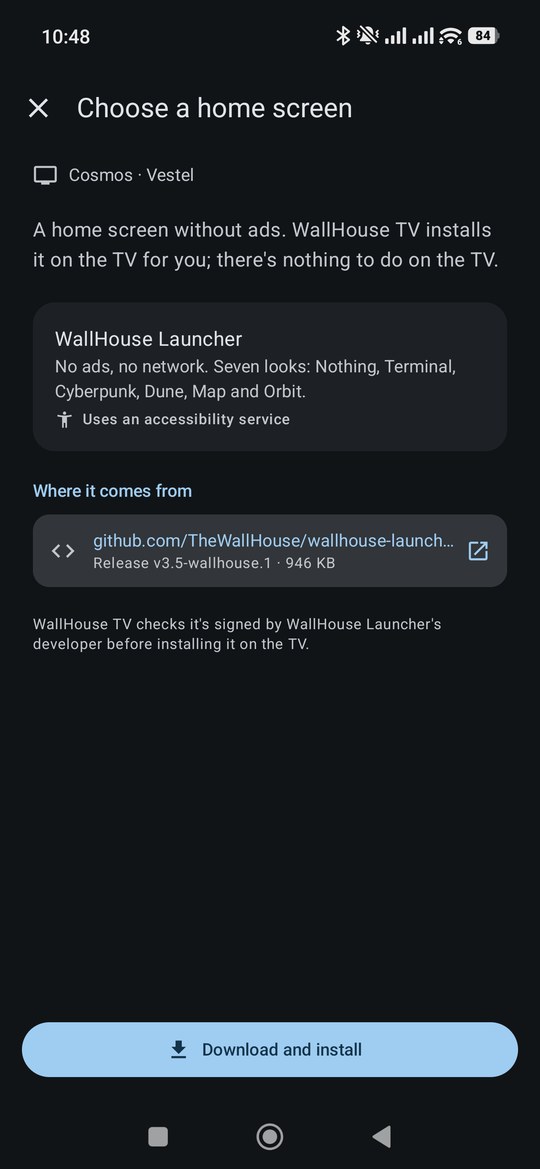 10:48
84
Choose a home screen
Cosmos · Vestel
A home screen without ads. WallHouse TV installs
it on the TV for you; there's nothing to do on the TV.
WallHouse Launcher
No ads, no network. Seven looks: Nothing, Terminal,
Cyberpunk, Dune, Map and Orbit.
Uses an accessibility service
Where it comes from
github.com/TheWallHouse/wallhouse-launch…
Release v3.5-wallhouse.1 · 946 KB
WallHouse TV checks it's signed by WallHouse Launcher's
developer before installing it on the TV.
Download and install